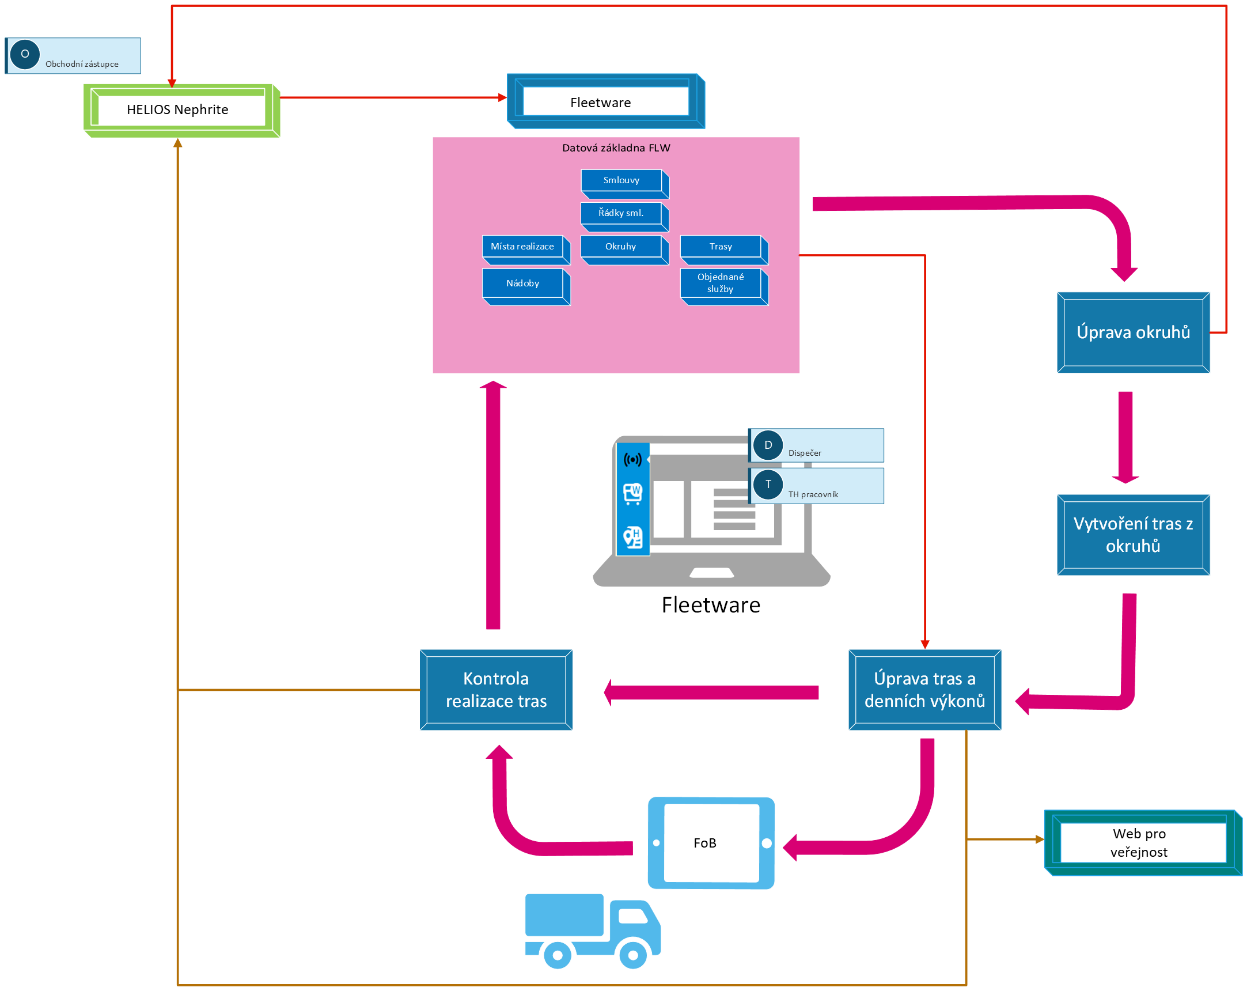 O
Obchodní zástupce
HELIOS Nephrite
Fleetware
Datová základna FLW
Smlouvy
Řádky sml.
Místa realizace
Okruhy
Trasy
Nádoby
Objednané
služby
Úprava okruhů
D
Dispečer
T
TH pracovník
W
H
Fleetware
Vytvoření tras z
okruhů
Kontrola
realizace tras
Úprava tras a
denních výkonů
FoB
Web pro
veřejnost